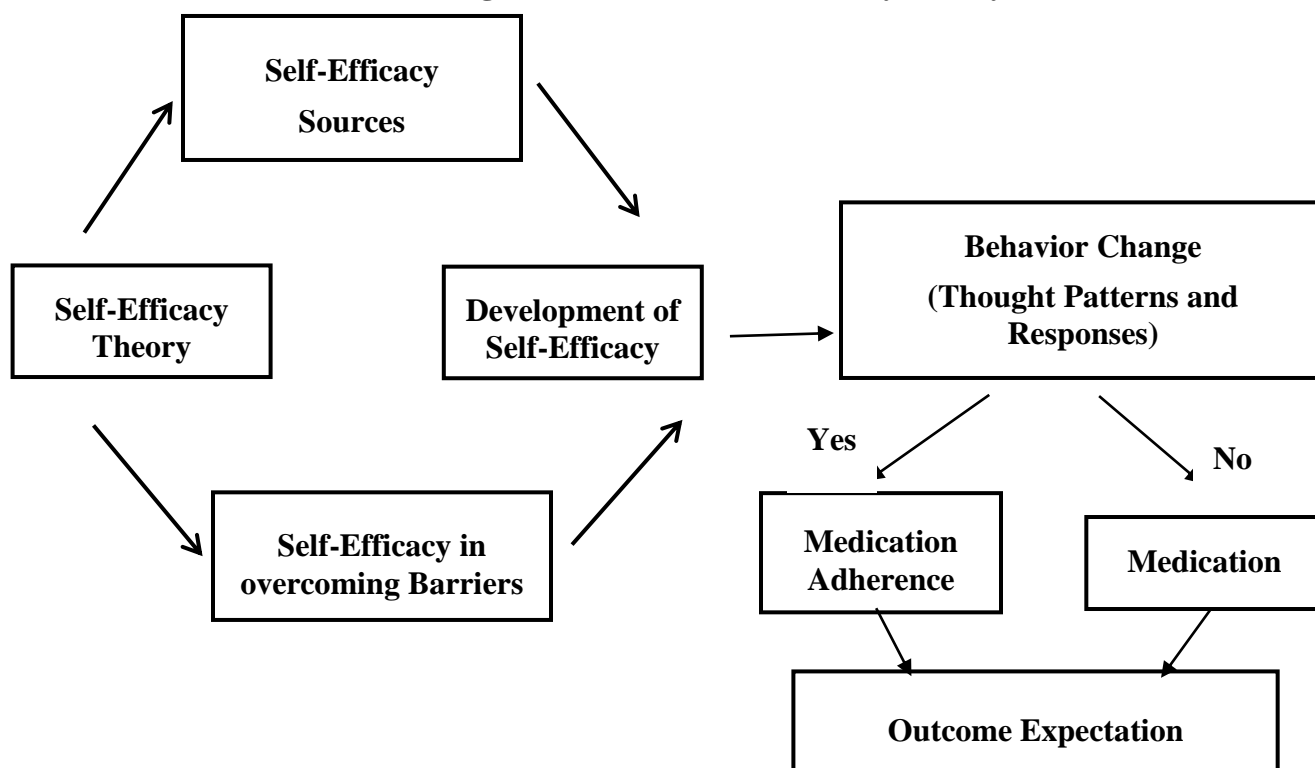 Self-Efficacy
Sources
Self-Efficacy
Theory
Development of
Self-Efficacy
Behavior Change
(Thought Patterns and
Responses)
Self-Efficacy in
overcoming Barriers
Yes
No
Medication
Adherence
Medication
Outcome Expectation